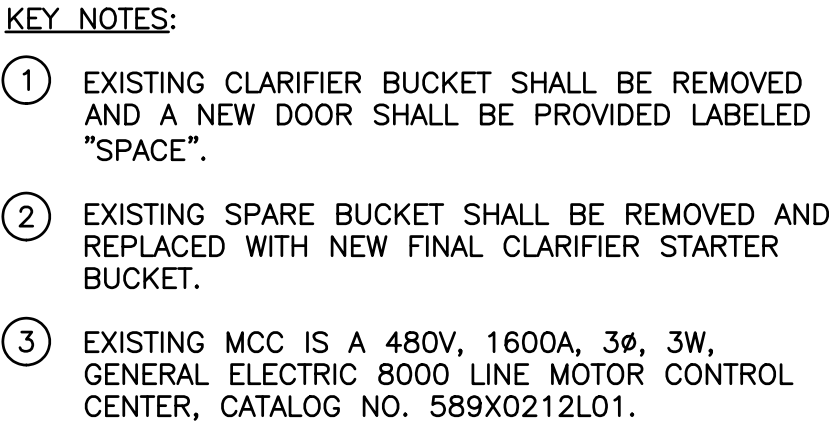 KEY NOTES:
1 EXISTING CLARIFIER BUCKET SHALL BE REMOVED
AND A NEW DOOR SHALL BE PROVIDED LABELED
"SPACE".
2 EXISTING SPARE BUCKET SHALL BE REMOVED AND
REPLACED WITH NEW FINAL CLARIFIER STARTER
BUCKET.
3 EXISTING MCC IS A 480V, 1600A, 3Ø, 3W,
GENERAL ELECTRIC 8000 LINE MOTOR CONTROL
CENTER, CATALOG NO. 589X0212L01.